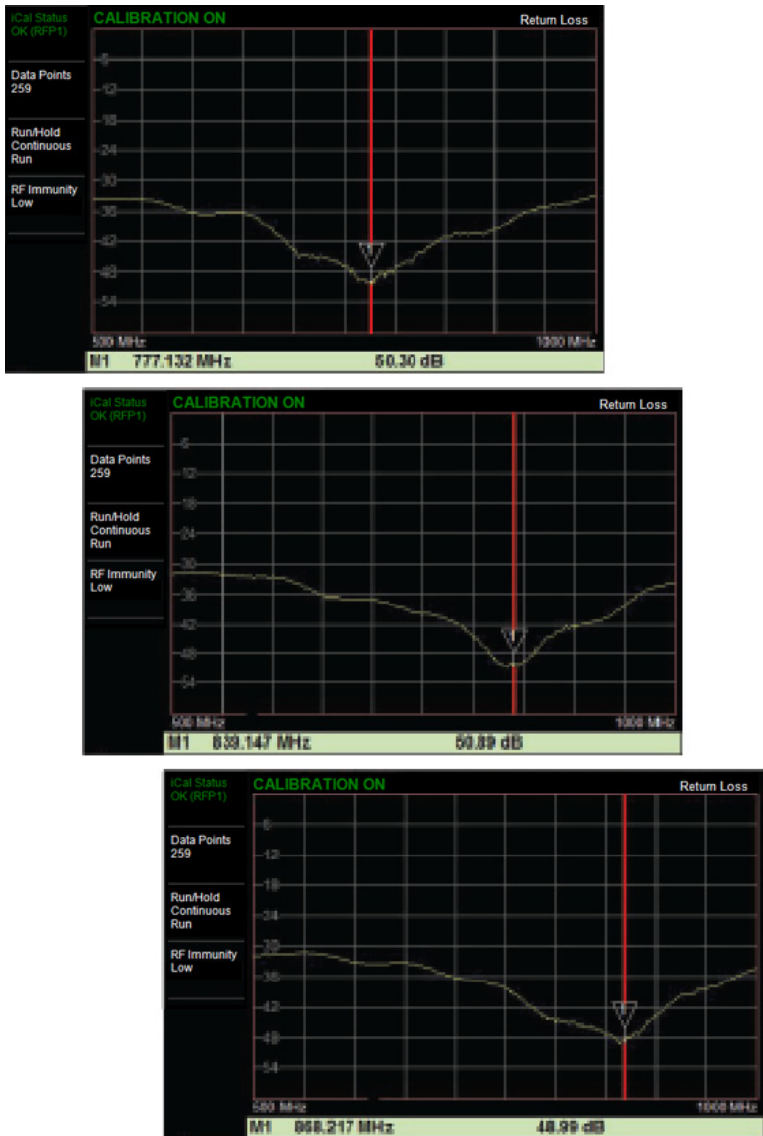 iCal Status
OK (RFP1)
CALIBRATION ON
Return Loss
Data Points
259
Run/Hold
Continuous
Run
RF Immunity
Low
-6
-12
-18
-24
-30
-36
-42
-48
-54
500 MHz
1000 MHz
M1 777.132 MHz 50.30 dB
iCal Status
OK (RFP1)
CALIBRATION ON
Return Loss
Data Points
259
Run/Hold
Continuous
Run
RF Immunity
Low
-6
-12
-18
-24
-30
-36
-42
-48
-54
500 MHz
1000 MHz
M1 50.89 dB
iCal Status
OK (RFP1)
CALIBRATION ON
Return Loss
Data Points
259
Run/Hold
Continuous
Run
RF Immunity
Low
-6
-12
-18
-24
-30
-36
-42
-48
-54
500 MHz
1000 MHz
M1 868.217 MHz 48.99 dB